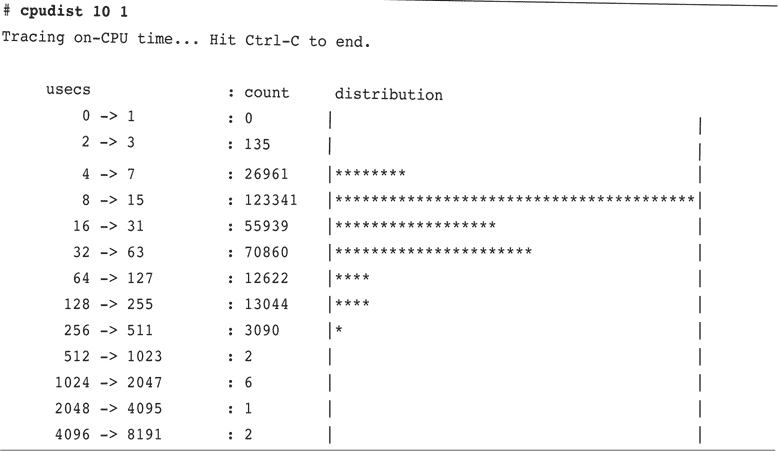 # cpudist 10 1
Tracing on-CPU time... Hit Ctrl-C to end.
usecs : count distribution
0 -> 1 : 0 | |
2 -> 3 : 135 | |
4 -> 7 : 26961 |******** |
8 -> 15 : 123341 |****************************************|
16 -> 31 : 55939 |****************** |
32 -> 63 : 70860 |********************** |
64 -> 127 : 12622 |**** |
128 -> 255 : 13044 |**** |
256 -> 511 : 3090 |* |
512 -> 1023 : 2 | |
1024 -> 2047 : 6 | |
2048 -> 4095 : 1 | |
4096 -> 8191 : 2 | |